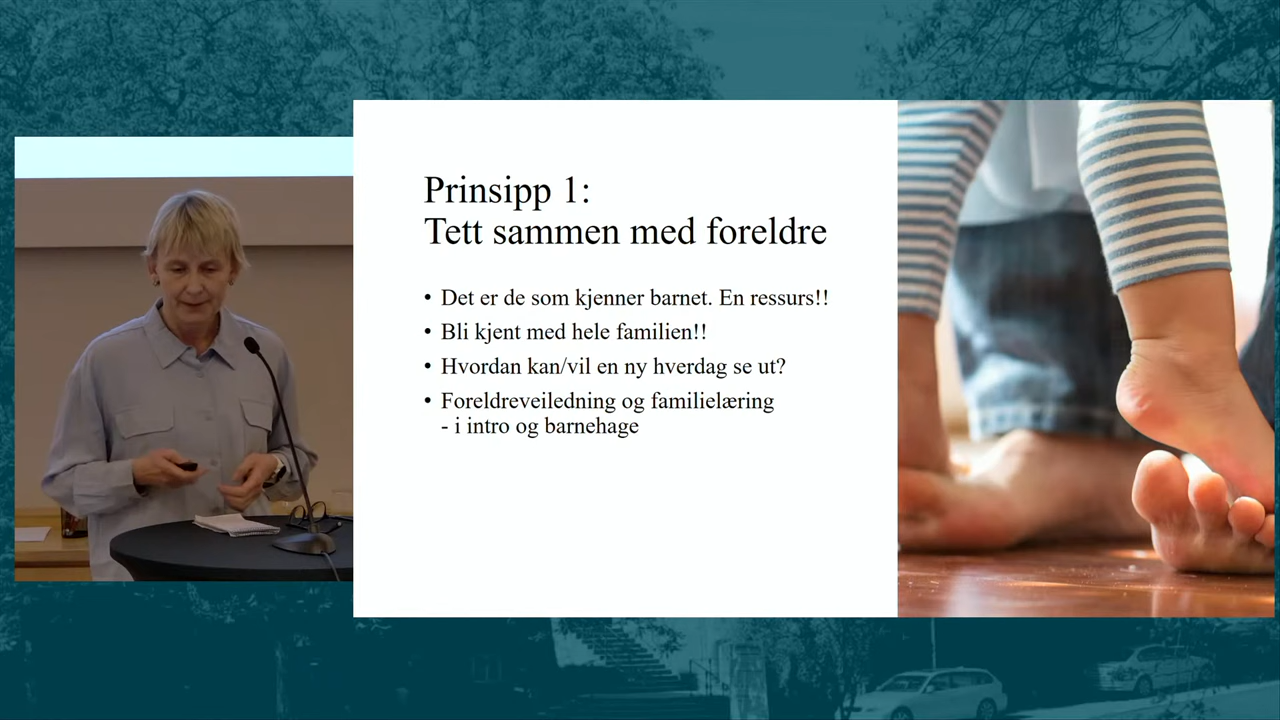 Prinsipp 1:
Tett sammen med foreldre
• Det er de som kjenner barnet. En ressurs!!
• Bli kjent med hele familien!!
• Hvordan kan/vil en ny hverdag se ut?
• Foreldreveiledning og familielæring
- i intro og barnehage